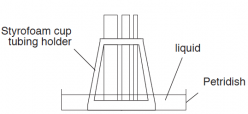 Styrofoam cup
tubing holder
liquid
Petridish